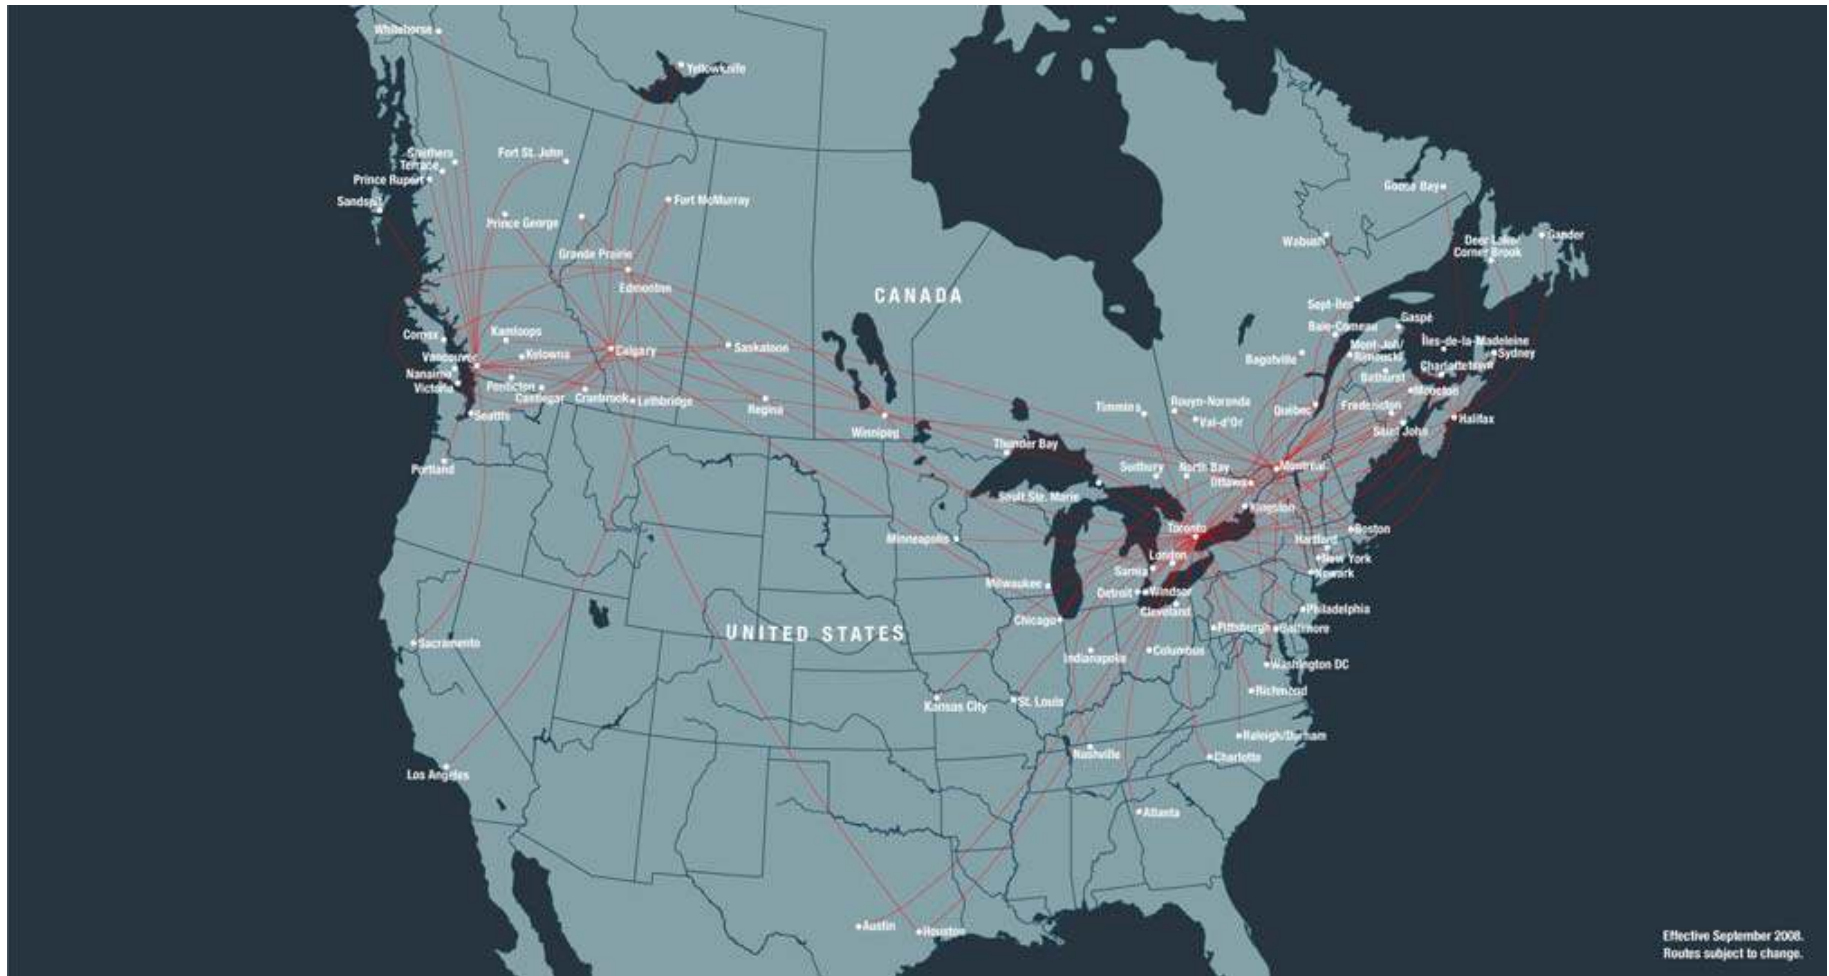 Whitehorse
Yellowknife
Smithers
Terrace
Prince Rupert
Sandspit
Fort St. John
Prince George
Fort McMurray
Grande Prairie
Edmonton
CANADA
Goose Bay
Wabush
Deer Lake/
Corner Brook
Gander
Sept-Îles
Baie-Comeau
Gaspé
Mont-Joli/
Rimouski
Îles-de-la-Madeleine
Sydney
Bagotville
Charlottetown
Bathurst
Moncton
Comox
Kamloops
Vancouver
Kelowna
Calgary
Saskatoon
Nanaimo
Victoria
Penticton
Castlegar
Cranbrook
Lethbridge
Regina
Seattle
Winnipeg
Portland
Timmins
Rouyn-Noranda
Val-d'Or
Québec
Fredericton
Saint John
Halifax
Thunder Bay
Sault Ste. Marie
Sudbury
North Bay
Ottawa
Montréal
Kingston
Toronto
Boston
Hartford
New York
Newark
London
Sarnia
Minneapolis
Milwaukee
Detroit
Windsor
Cleveland
Chicago
Philadelphia
Pittsburgh
Baltimore
UNITED STATES
Sacramento
Indianapolis
Columbus
Washington DC
Richmond
Kansas City
St. Louis
Raleigh/Durham
Nashville
Charlotte
Los Angeles
Atlanta
Austin
Houston
Effective September 2008.
Routes subject to change.